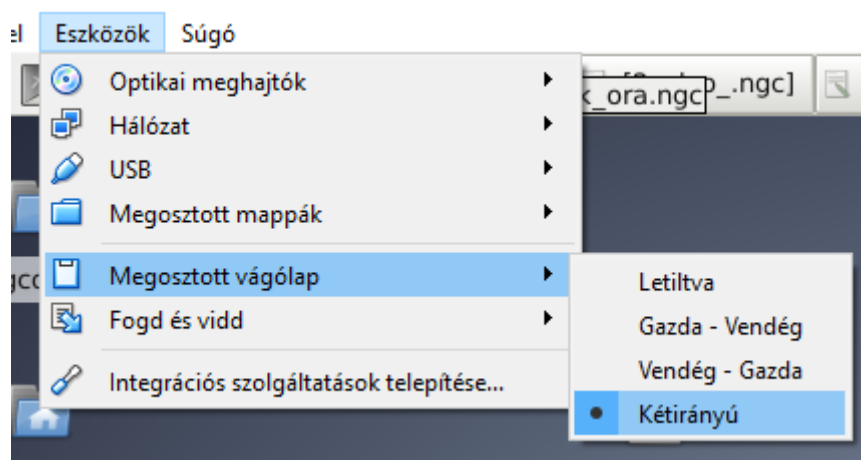 Eszközök Súgó
Optikai meghajtók
k_ora.ngc
.ngc]
Hálózat
USB
Megosztott mappák
Megosztott vágólap
Letiltva
Fogd és vidd
Gazda - Vendég
Vendég - Gazda
Integrációs szolgáltatások telepítése...
Kétirányú